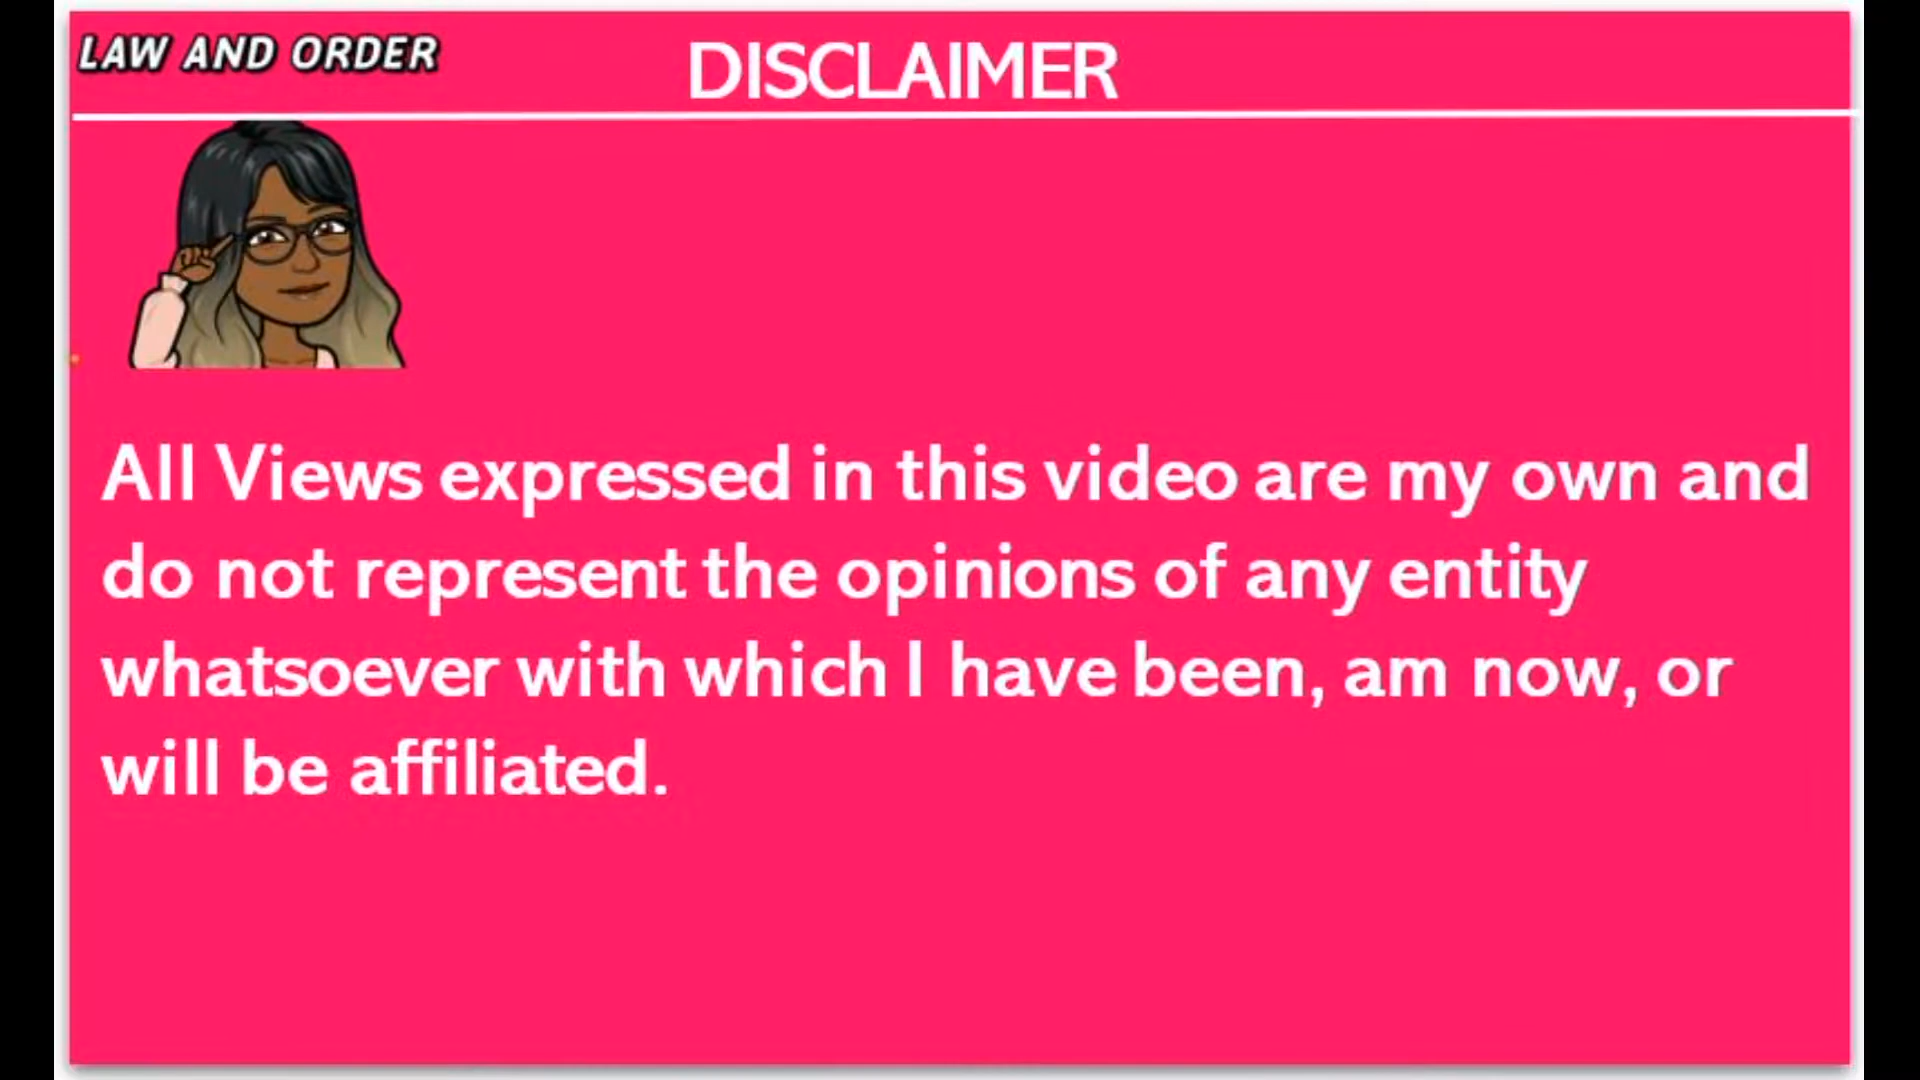 LAW AND ORDER
DISCLAIMER
All Views expressed in this video are my own and
do not represent the opinions of any entity
whatsoever with which I have been, am now, or
will be affiliated.